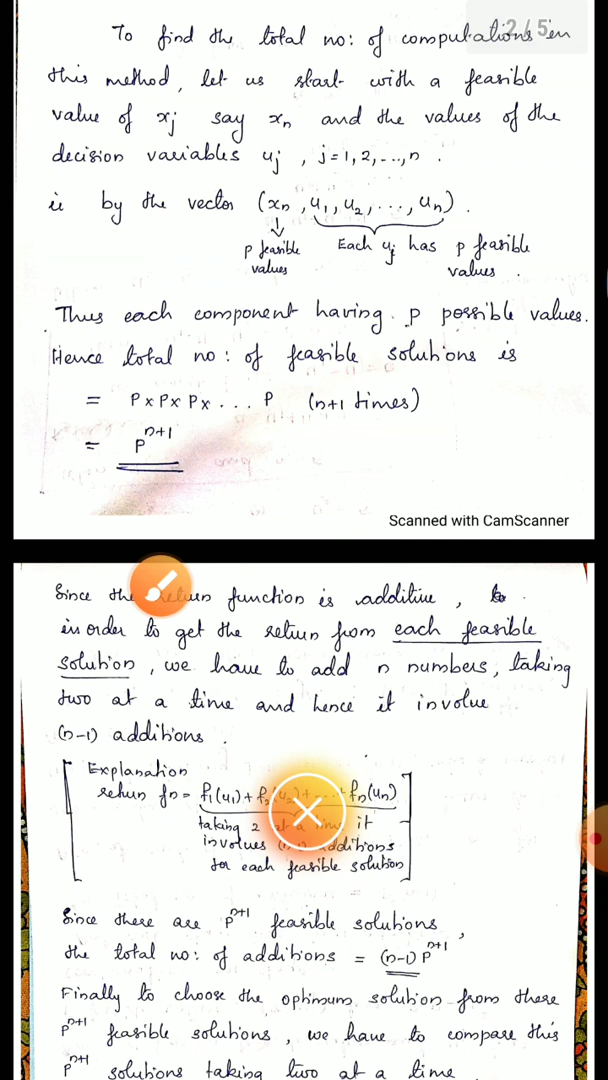 2/5
To find the total no: of computations in
this method, let us start with a feasible
value of xj say xn and the values of the
decision variables uj , j=1, 2, ..., n .
ie by the vector (xn , u1, u2, ..., un) .
↓
p feasible values
Each uj has p feasible values .
Thus each component having p possible values.
Hence total no: of feasible solutions is
= P x P x P x . . . P (n+1 times)
= p^n+1
Scanned with CamScanner
Since the return function is additive ,
in order to get the return from each feasible
solution , we have to add n numbers, taking
two at a time and hence it involve
(n-1) additions .
Explanation
return fn = f1(u1) + f2(u2) + ... fn(un)
taking 2 at a time it
involves additions
for each feasible solution
Since there are p^n+1 feasible solutions,
the total no: of additions = (n-1) p^n+1
Finally to choose the optimum solution from these
p^n+1 feasible solutions , we have to compare this
p^n+1 solutions taking two at a time